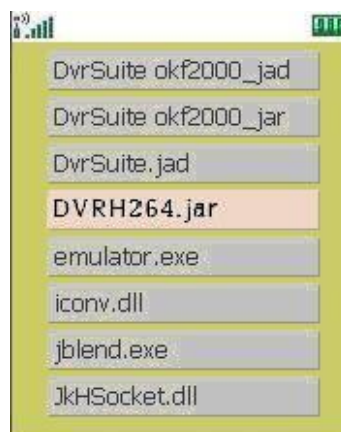 DvrSuite okf2000_jad
DvrSuite okf2000_jar
DvrSuite.jad
DVRH264.jar
emulator.exe
iconv.dll
jblend.exe
JkHSocket.dll